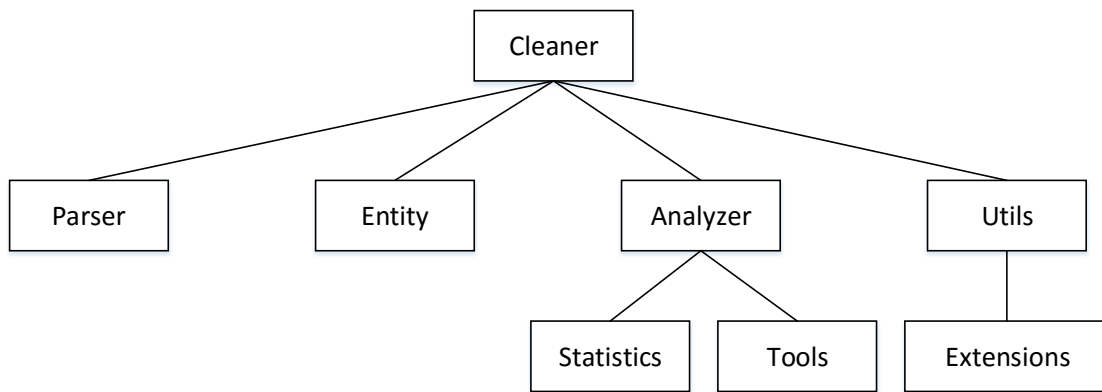 Cleaner
Parser
Entity
Analyzer
Utils
Statistics
Tools
Extensions